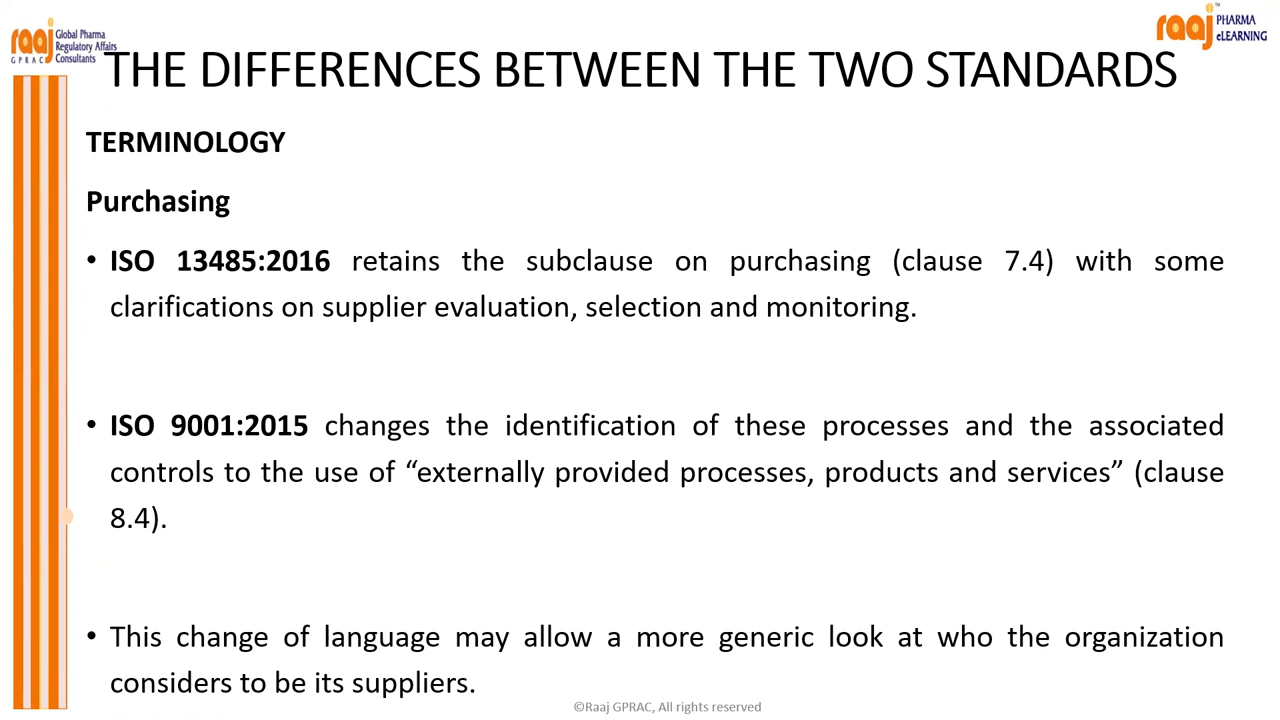 raaj
GPRAC
Global Pharma
Regulatory Affairs
Consultants
raaj™
PHARMA
eLEARNING
THE DIFFERENCES BETWEEN THE TWO STANDARDS
TERMINOLOGY
Purchasing
• ISO 13485:2016 retains the subclause on purchasing (clause 7.4) with some
clarifications on supplier evaluation, selection and monitoring.
• ISO 9001:2015 changes the identification of these processes and the associated
controls to the use of “externally provided processes, products and services” (clause
8.4).
• This change of language may allow a more generic look at who the organization
considers to be its suppliers.
©Raaj GPRAC, All rights reserved